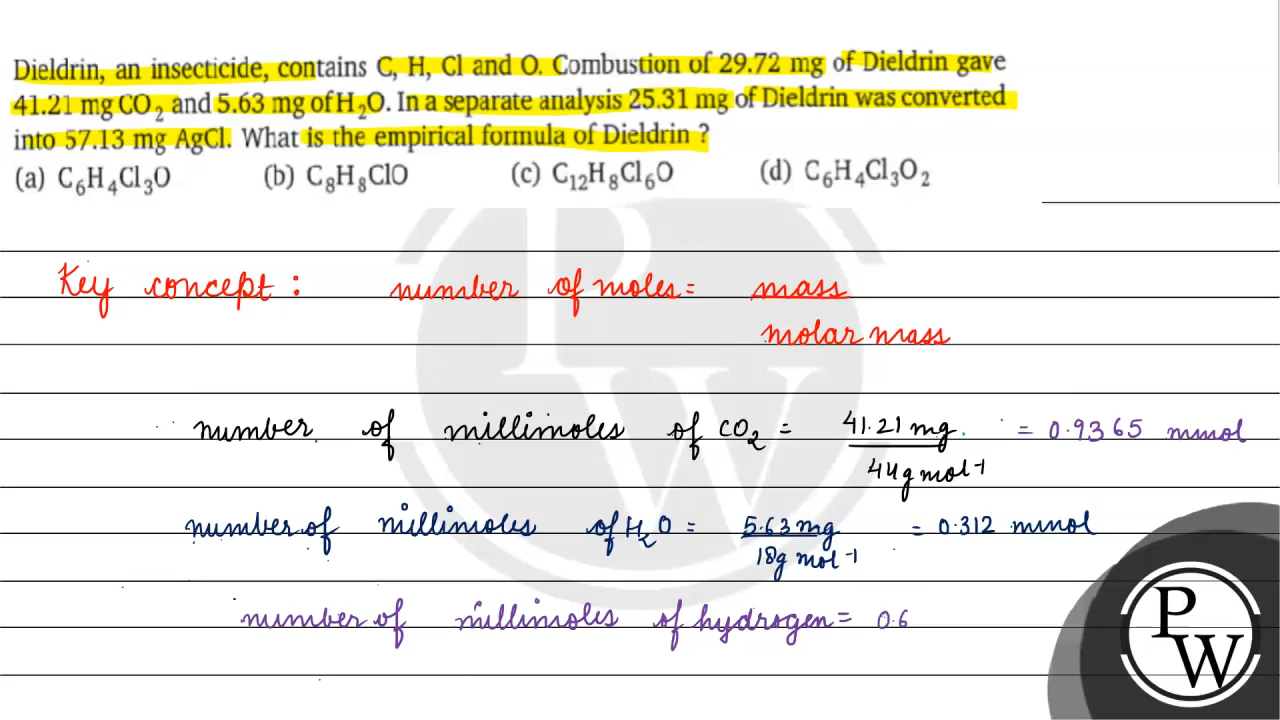 Dieldrin, an insecticide, contains C, H, Cl and O. Combustion of 29.72 mg of Dieldrin gave
41.21 mg CO₂ and 5.63 mg of H₂O. In a separate analysis 25.31 mg of Dieldrin was converted
into 57.13 mg AgCl. What is the empirical formula of Dieldrin ?
(a) C₆H₄Cl₃O (b) C₈H₈ClO (c) C₁₂H₈Cl₆O (d) C₆H₄Cl₃O₂
Key concept : number of moles = mass
molar mass
number of millimoles of CO₂ = 41.21 mg = 0.9365 mmol
44g mol⁻¹
number of millimoles of H₂O = 5.63 mg = 0.312 mmol
18g mol⁻¹
number of millimoles of hydrogen = 0.6
P
W
P
W